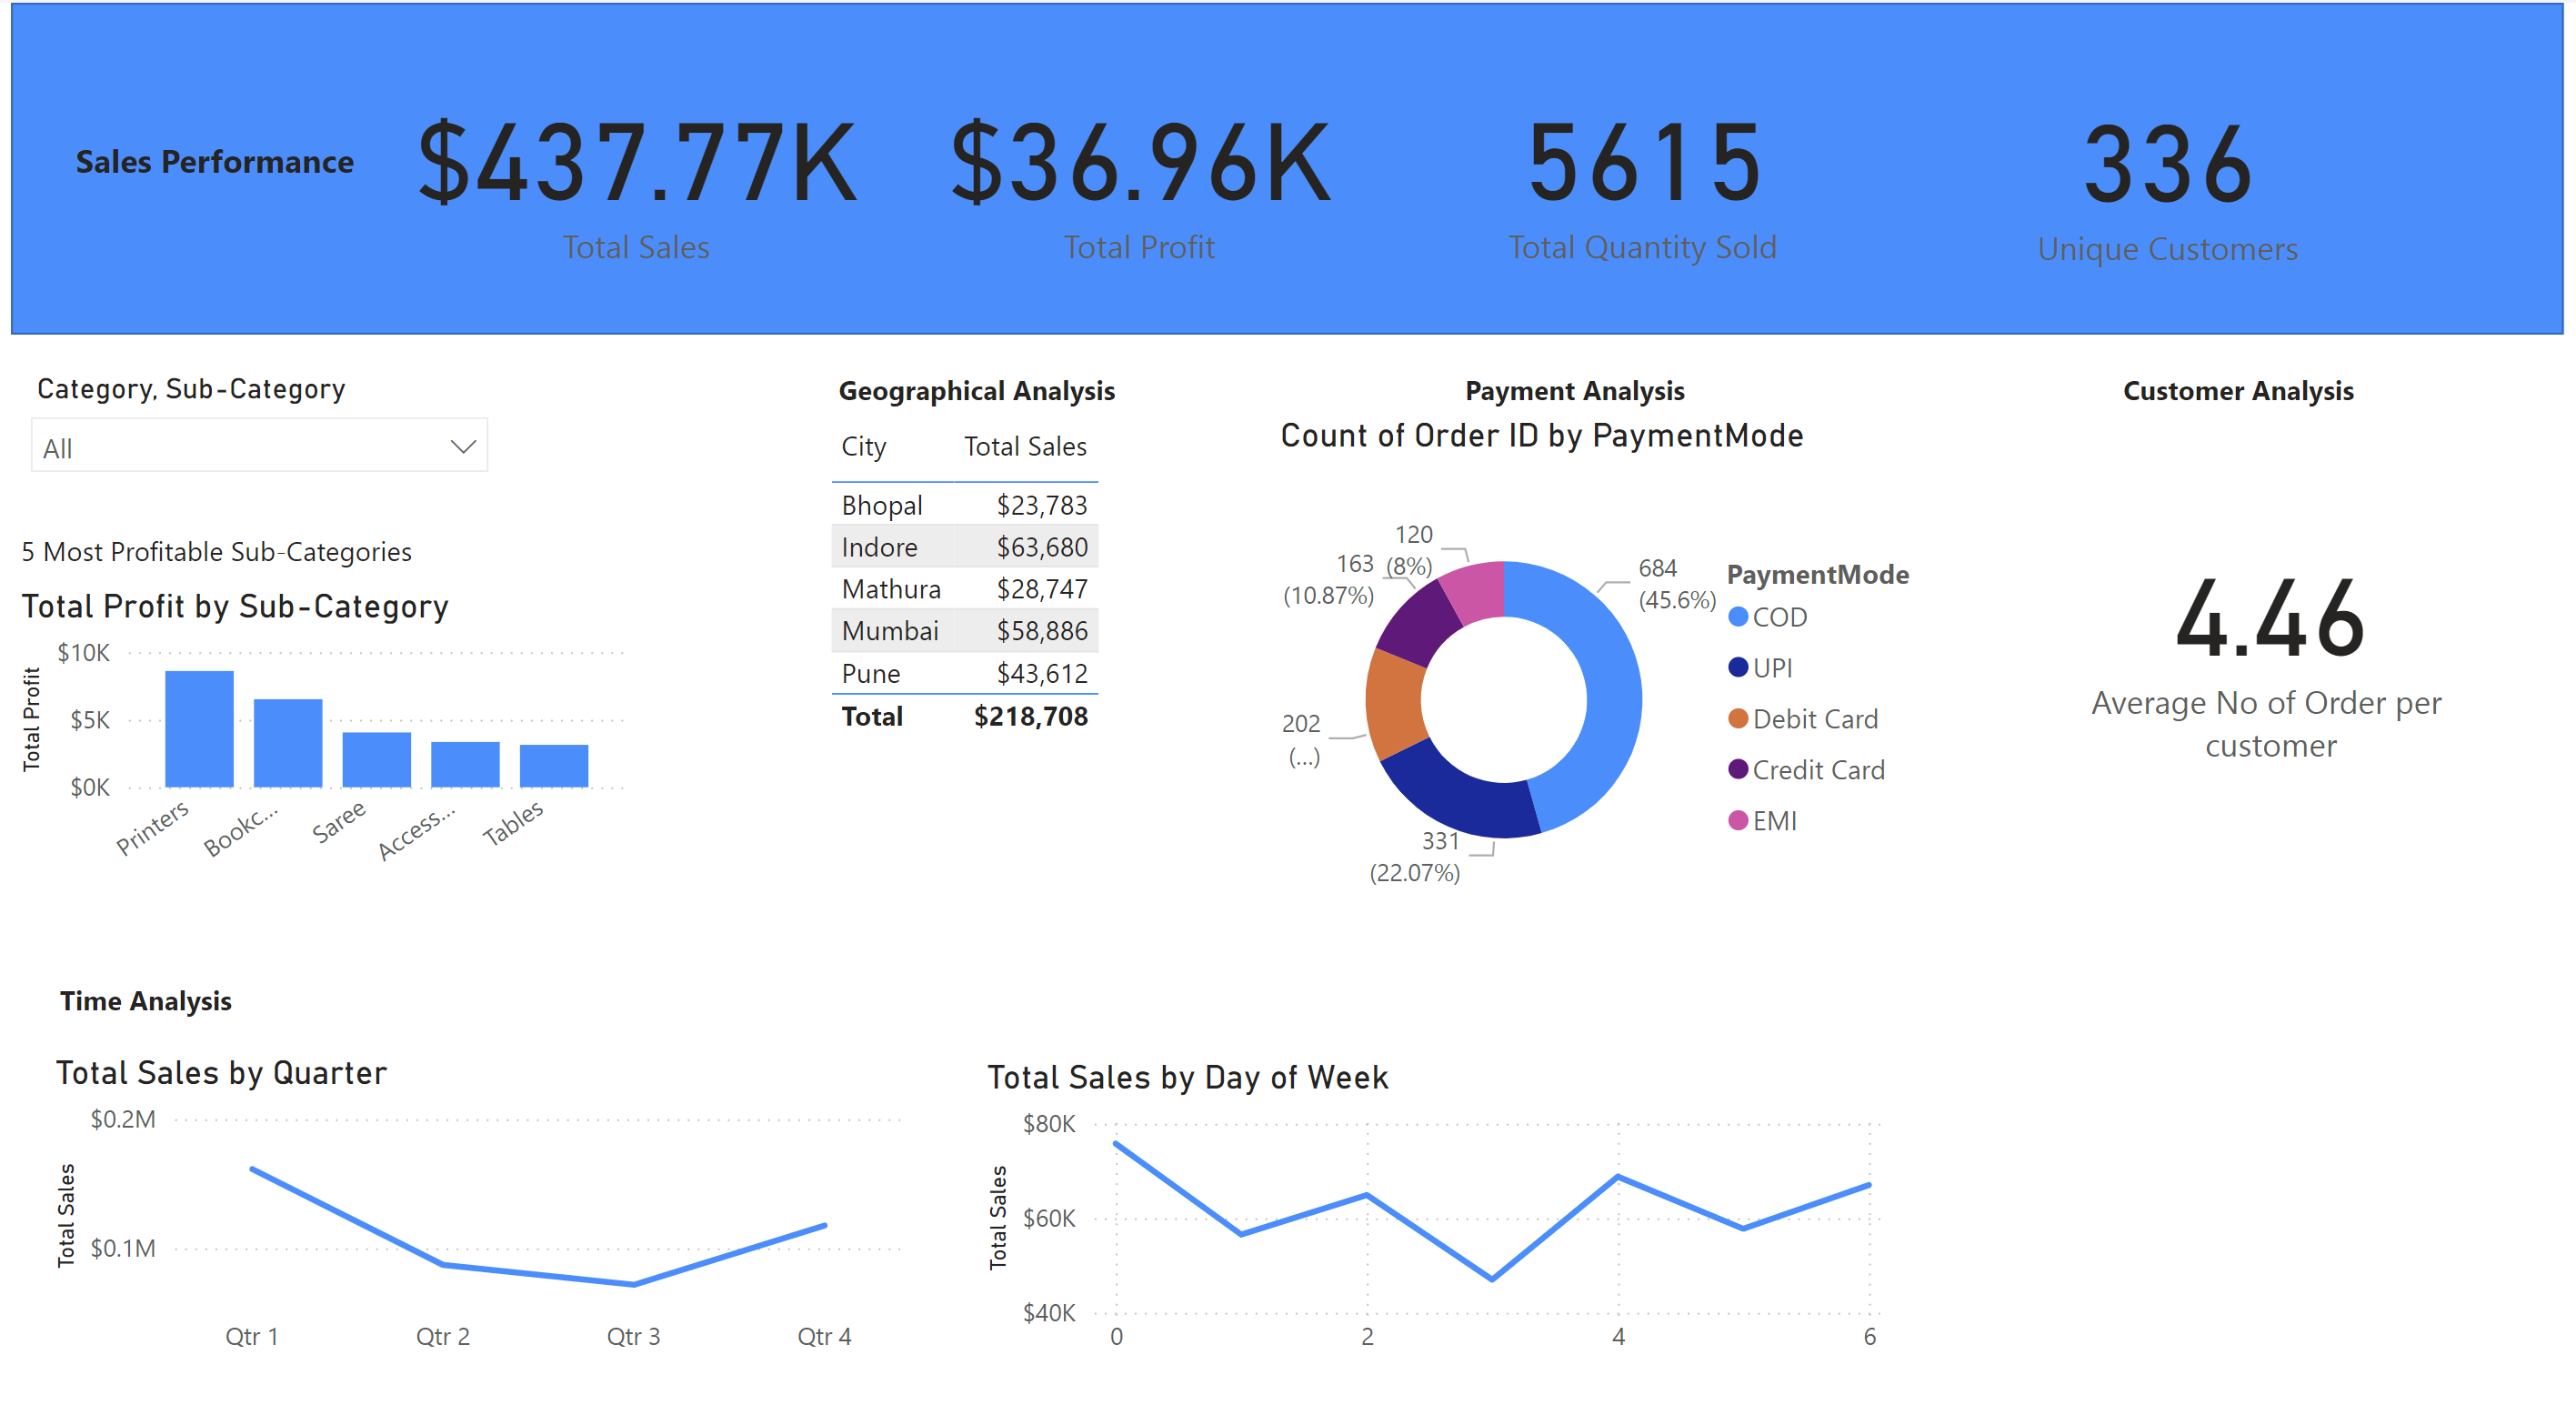 Sales Performance
$437.77K
Total Sales
$36.96K
Total Profit
5615
Total Quantity Sold
336
Unique Customers
Category, Sub-Category
All
5 Most Profitable Sub-Categories
Total Profit by Sub-Category
Total Profit
$10K
$5K
$0K
Printers
Bookc...
Saree
Access...
Tables
Geographical Analysis
City Total Sales
Bhopal $23,783
Indore $63,680
Mathura $28,747
Mumbai $58,886
Pune $43,612
Total $218,708
Payment Analysis
Count of Order ID by PaymentMode
120
(8%)
163
(10.87%)
202
(...)
331
(22.07%)
684
(45.6%)
PaymentMode
COD
UPI
Debit Card
Credit Card
EMI
Customer Analysis
4.46
Average No of Order per
customer
Time Analysis
Total Sales by Quarter
Total Sales
$0.2M
$0.1M
Qtr 1
Qtr 2
Qtr 3
Qtr 4
Total Sales by Day of Week
Total Sales
$80K
$60K
$40K
0
2
4
6